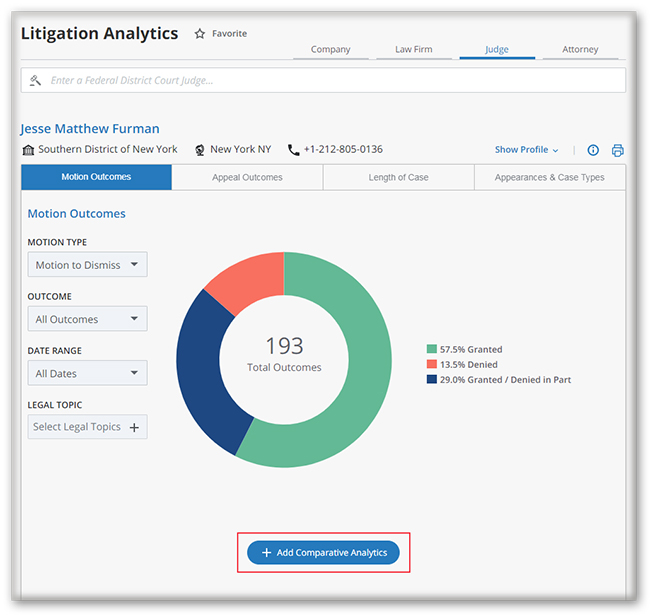 Litigation Analytics Favorite
Company Law Firm Judge Attorney
Enter a Federal District Court Judge...
Jesse Matthew Furman
Southern District of New York New York NY +1-212-805-0136 Show Profile
Motion Outcomes Appeal Outcomes Length of Case Appearances & Case Types
Motion Outcomes
MOTION TYPE
Motion to Dismiss
OUTCOME
All Outcomes
DATE RANGE
All Dates
LEGAL TOPIC
Select Legal Topics +
193
Total Outcomes
57.5% Granted
13.5% Denied
29.0% Granted / Denied in Part
+ Add Comparative Analytics